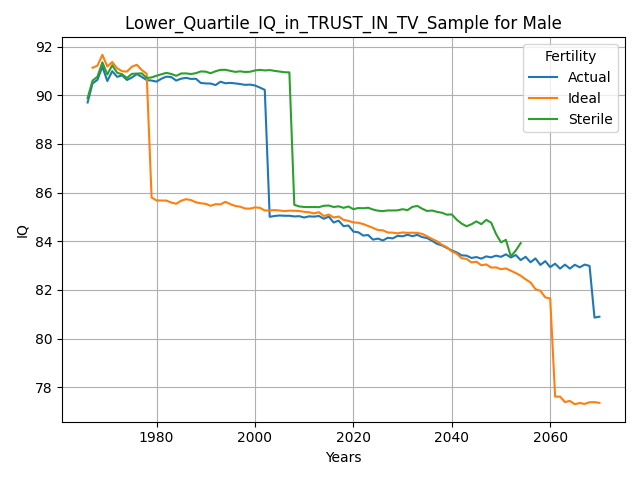 Lower_Quartile_IQ_in_TRUST_IN_TV_Sample for Male
Fertility
Actual
Ideal
Sterile
IQ
92
90
88
86
84
82
80
78
1980
2000
2020
2040
2060
Years